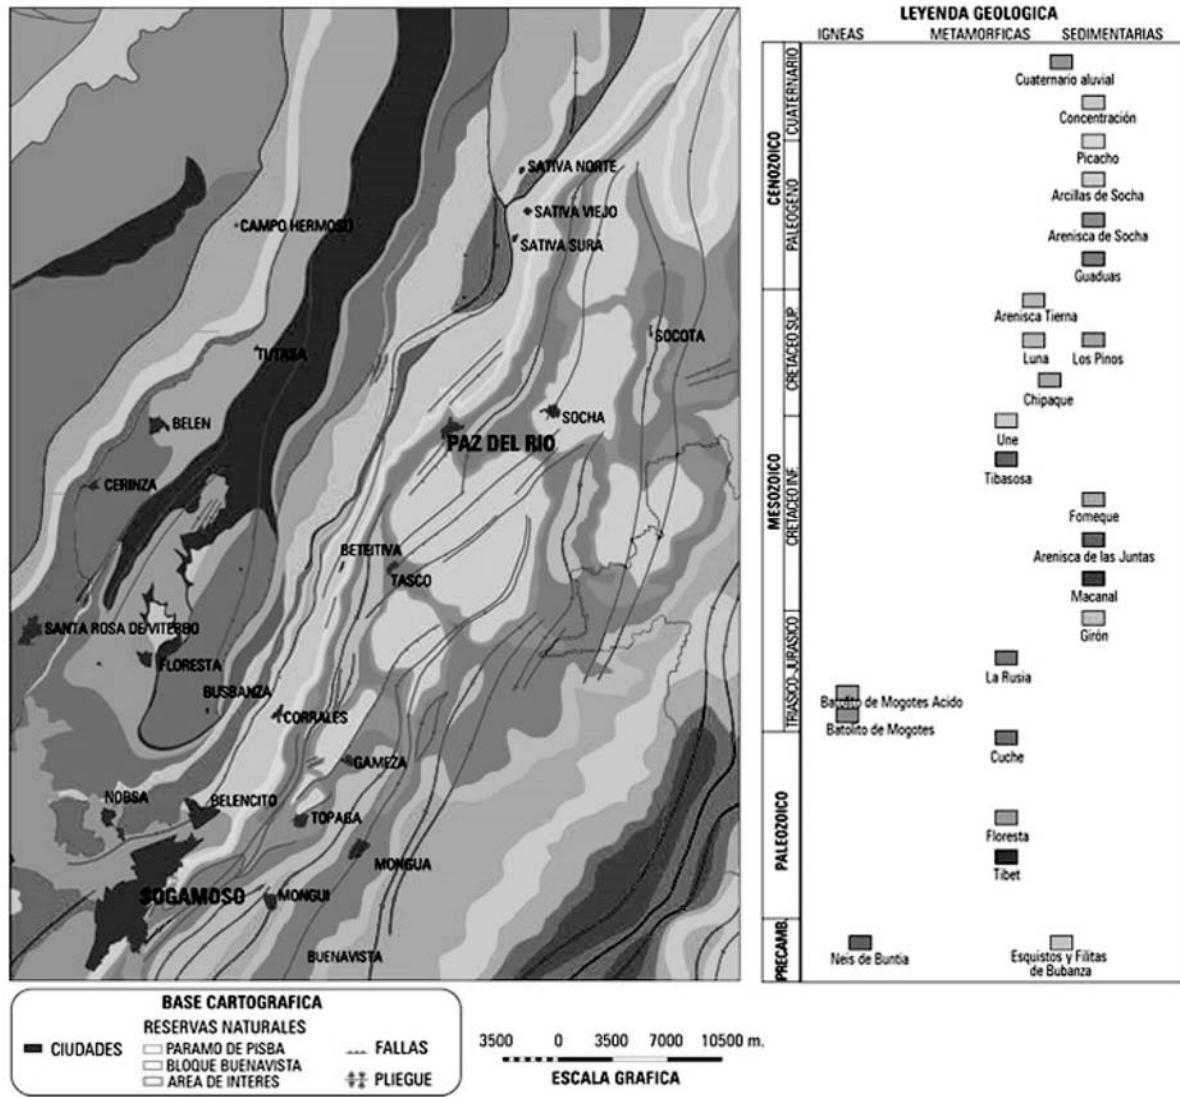 SATIVA NORTE
SATIVA VIEJO
CAMPO HERMOSO
SATIVA SURA
SOCOTA
TUTASA
BELEN
SOCHA
PAZ DEL RIO
CERINZA
BETEITIVA
TASCO
SANTA ROSA DE VITERBO
FLORESTA
BUSBANZA
CORRALES
GAMEZA
NOBSA
BELENCITO
TOPAGA
MONGUA
SOGAMOSO
MONGUI
BUENAVISTA
LEYENDA GEOLOGICA
IGNEAS METAMORFICAS SEDIMENTARIAS
CENOZOICO
CUATERNARIO
Cuaternario aluvial
Concentración
PALEOGENO
Picacho
Arcillas de Socha
Arenisca de Socha
Guaduas
MESOZOICO
CRETACEO SUP.
Arenisca Tierna
Luna Los Pinos
Chipaque
CRETACEO INF.
Une
Tibasosa
Fomeque
Arenisca de las Juntas
Macanal
TRIASICO-JURASICO
Girón
La Rusia
Batolito de Mogotes Acido
Batolito de Mogotes
PALEOZOICO
Cuche
Floresta
Tibet
PRECAMB.
Neis de Buntia Esquistos y Filitas
de Bubanza
BASE CARTOGRAFICA
RESERVAS NATURALES
CIUDADES PARAMO DE PISBA FALLAS
BLOQUE BUENAVISTA
AREA DE INTERES PLIEGUE
3500 0 3500 7000 10500 m.
ESCALA GRAFICA